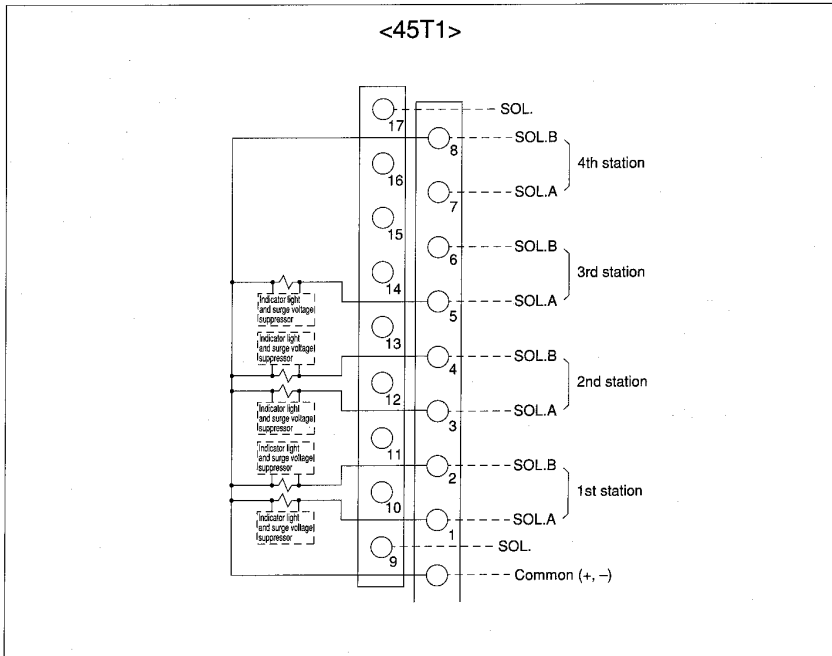 <45T1>
17
SOL.
8
SOL.B
4th station
16
7
SOL.A
15
6
SOL.B
3rd station
14
5
SOL.A
Indicator light
and surge voltage
suppressor
13
Indicator light
and surge voltage
suppressor
4
SOL.B
2nd station
12
3
SOL.A
Indicator light
and surge voltage
suppressor
11
Indicator light
and surge voltage
suppressor
2
SOL.B
1st station
10
1
SOL.A
Indicator light
and surge voltage
suppressor
9
SOL.
Common (+, –)